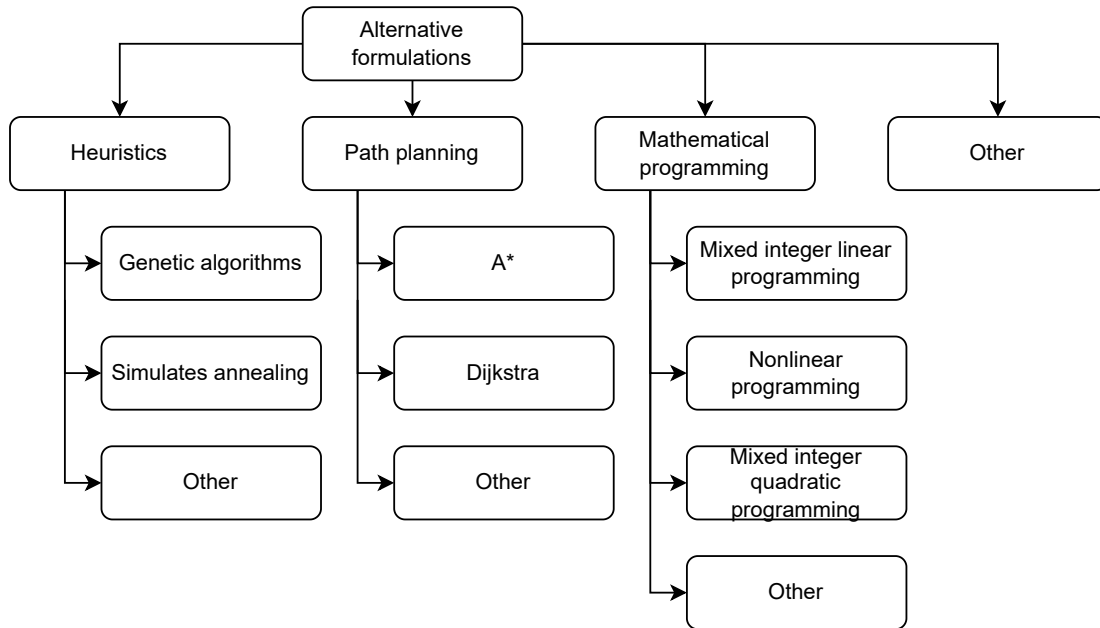 Alternative
formulations
Heuristics
Path planning
Mathematical
programming
Other
Genetic algorithms
A*
Mixed integer linear
programming
Simulates annealing
Dijkstra
Nonlinear
programming
Other
Other
Mixed integer
quadratic
programming
Other